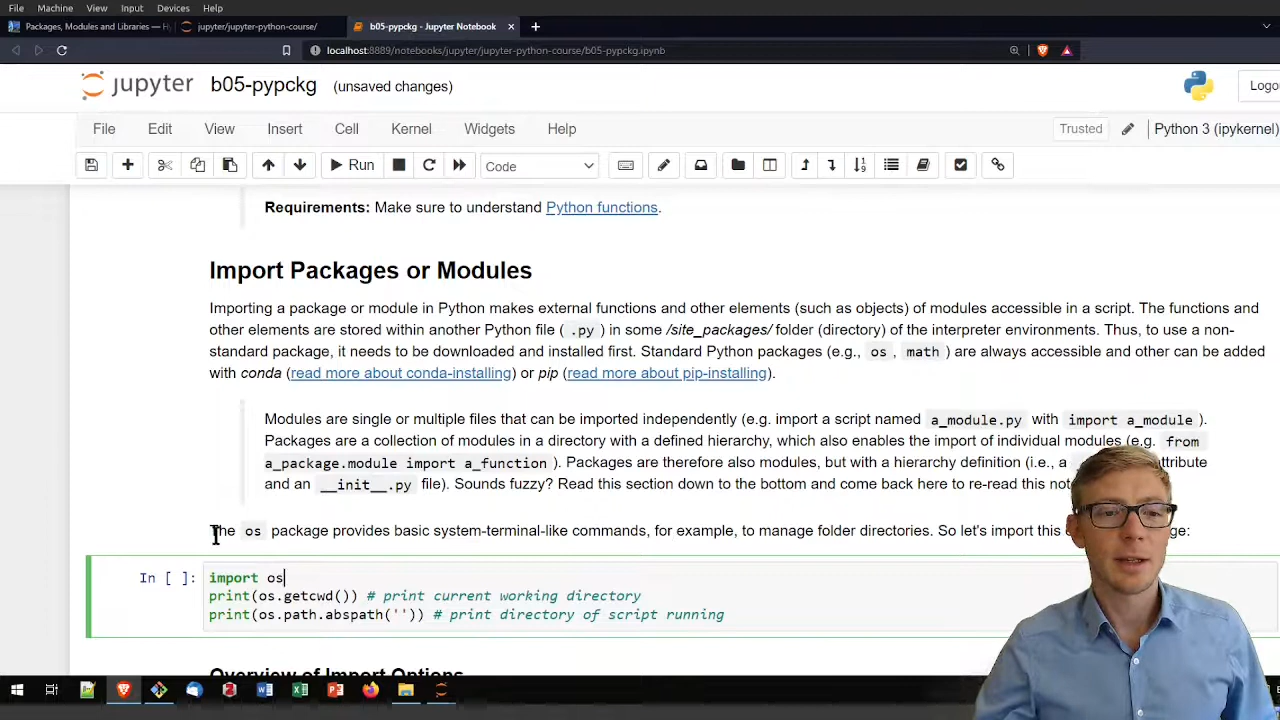 File Machine View Input Devices Help
Packages, Modules and Libraries — jupyter/jupyter-python-course/ b05-pypckg - Jupyter Notebook
localhost:8889/notebooks/jupyter/jupyter-python-course/b05-pypckg.ipynb
jupyter b05-pypckg (unsaved changes) Logo
File Edit View Insert Cell Kernel Widgets Help Trusted Python 3 (ipykernel)
Run Code
Requirements: Make sure to understand Python functions.
Import Packages or Modules
Importing a package or module in Python makes external functions and other elements (such as objects) of modules accessible in a script. The functions and
other elements are stored within another Python file ( .py ) in some /site_packages/ folder (directory) of the interpreter environments. Thus, to use a non-
standard package, it needs to be downloaded and installed first. Standard Python packages (e.g., os , math ) are always accessible and other can be added
with conda (read more about conda-installing) or pip (read more about pip-installing).
Modules are single or multiple files that can be imported independently (e.g. import a script named a_module.py with import a_module ).
Packages are a collection of modules in a directory with a defined hierarchy, which also enables the import of individual modules (e.g. from
a_package.module import a_function ). Packages are therefore also modules, but with a hierarchy definition (i.e., a
and an __init__.py file). Sounds fuzzy? Read this section down to the bottom and come back here to re-read this
The os package provides basic system-terminal-like commands, for example, to manage folder directories. So let's import this
In [ ]: import os
print(os.getcwd()) # print current working directory
print(os.path.abspath('')) # print directory of script running
Overview of Import Options